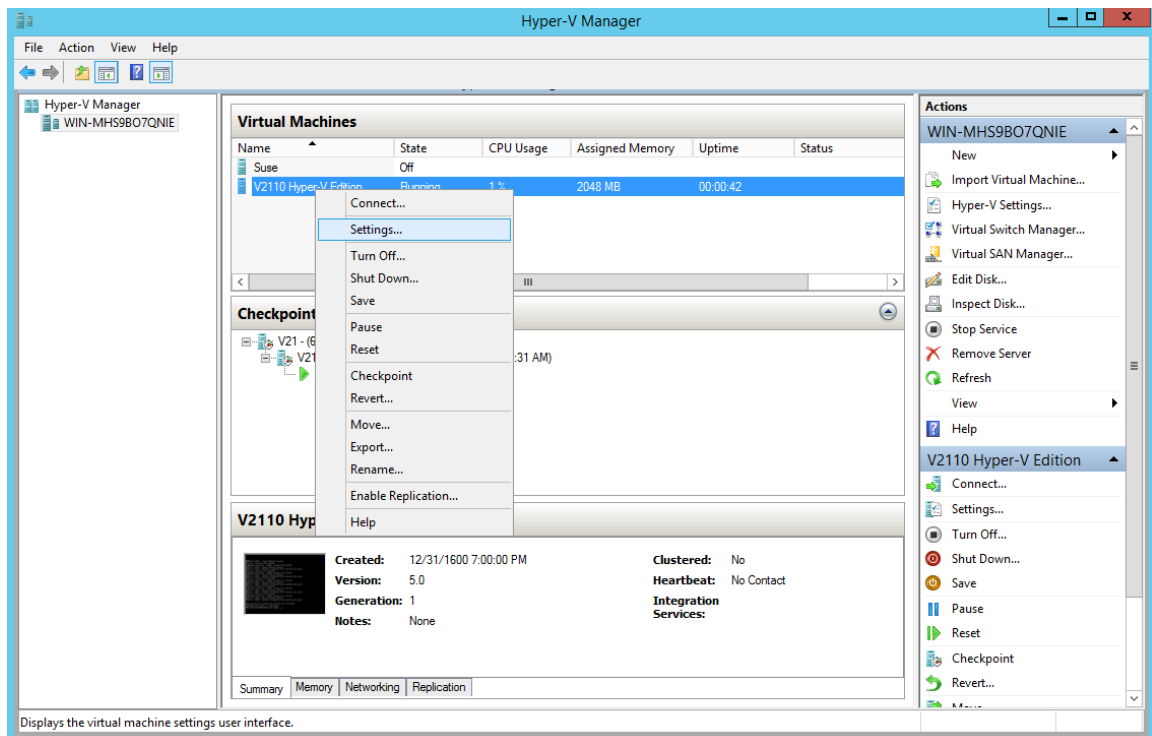 Hyper-V Manager
File Action View Help
Hyper-V Manager
WIN-MHS9BO7QNIE
Virtual Machines
Name State CPU Usage Assigned Memory Uptime Status
Suse Off
V2110 Hyper-V Edition Running 1 % 2048 MB 00:00:42
Connect...
Settings...
Turn Off...
Shut Down...
Save
Pause
Reset
Checkpoint
Revert...
Move...
Export...
Rename...
Enable Replication...
Help
Checkpoint
V21 - (6
V21 :31 AM)
V2110 Hyp
Created: 12/31/1600 7:00:00 PM Clustered: No
Version: 5.0 Heartbeat: No Contact
Generation: 1 Integration
Services:
Notes: None
Summary Memory Networking Replication
Actions
WIN-MHS9BO7QNIE
New
Import Virtual Machine...
Hyper-V Settings...
Virtual Switch Manager...
Virtual SAN Manager...
Edit Disk...
Inspect Disk...
Stop Service
Remove Server
Refresh
View
Help
V2110 Hyper-V Edition
Connect...
Settings...
Turn Off...
Shut Down...
Save
Pause
Reset
Checkpoint
Revert...
Displays the virtual machine settings user interface.